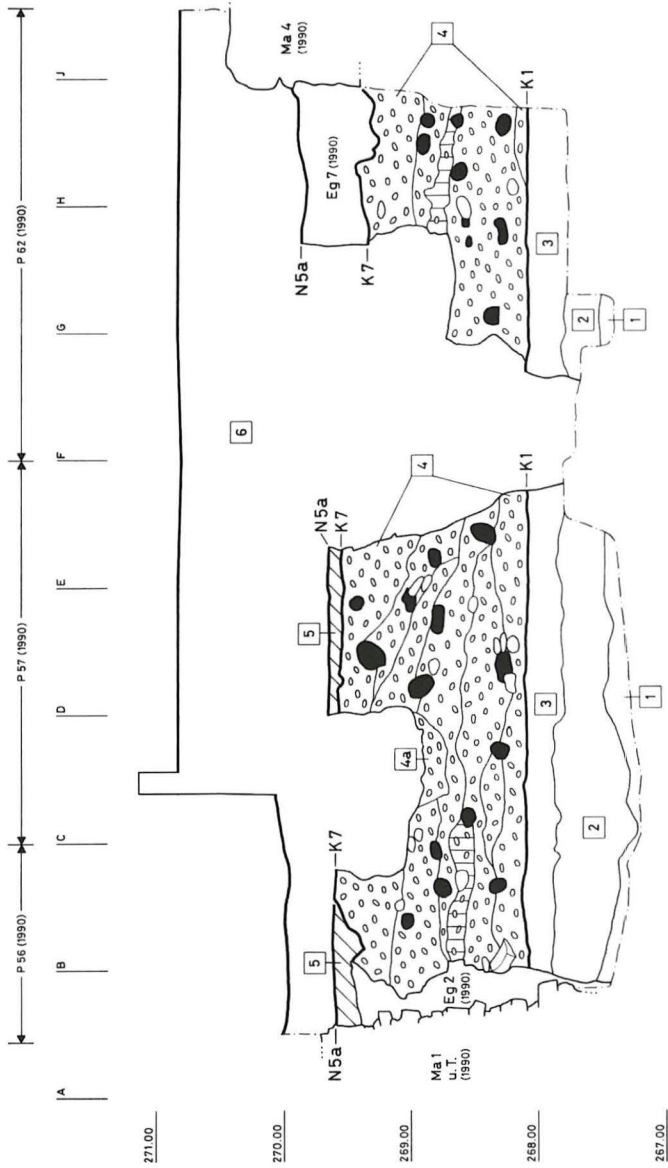 P 56 (1990)
P 57 (1990)
P 62 (1990)
A
B
C
D
E
F
G
H
J
271.00
270.00
269.00
268.00
267.00
N5a
K7
5
Ma 1
u.T.
(1990)
Eg 2
(1990)
4a
5
N5a
K7
4
K1
6
3
2
1
N5a
K7
Eg 7 (1990)
Ma 4
(1990)
4
K1
3
2
1